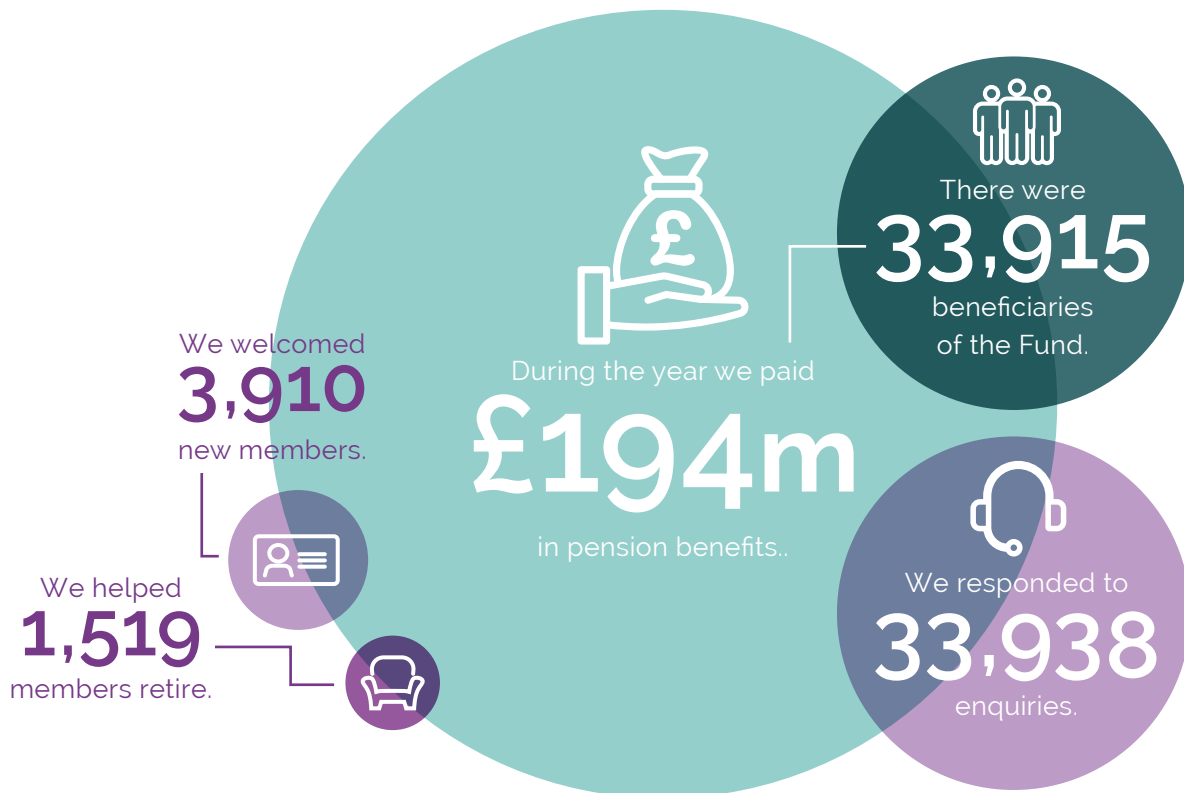 There were
33,915
beneficiaries
of the Fund.
£
During the year we paid
£194m
in pension benefits..
We welcomed
3,910
new members.
We helped
1,519
members retire.
We responded to
33,938
enquiries.